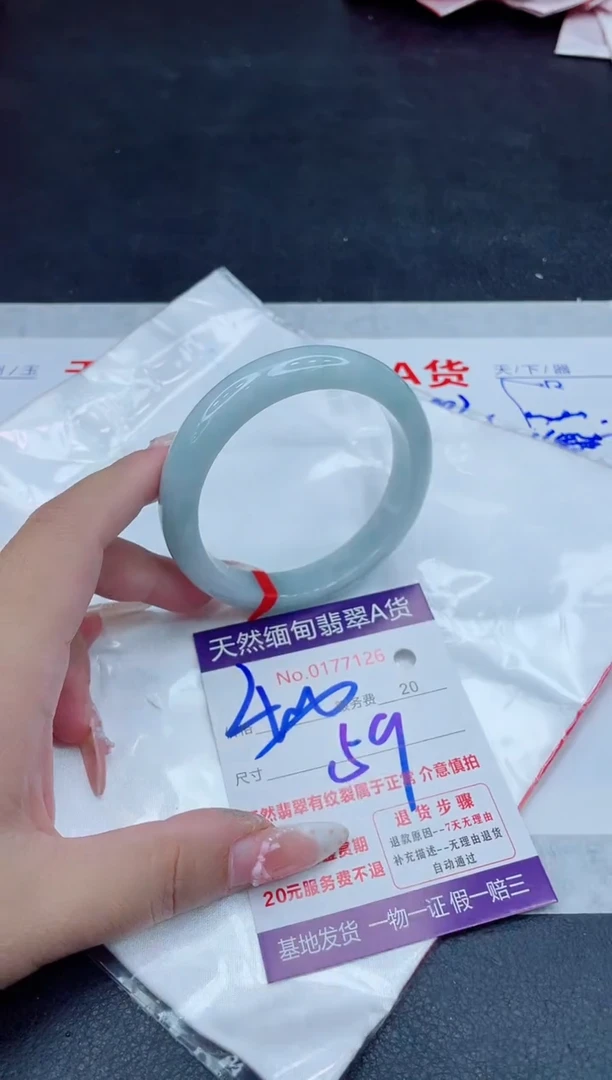 A货
天/下/圆
天然缅甸翡翠A货
No.0177126
务费 20
59
尺寸
然翡翠有纹裂属于正常 介意慎拍
退货步骤
退款原因--7天无理由
补充描述--无理由退货
自动通过
赏期
20元服务费不退
基地发货 一物一证 假一赔三